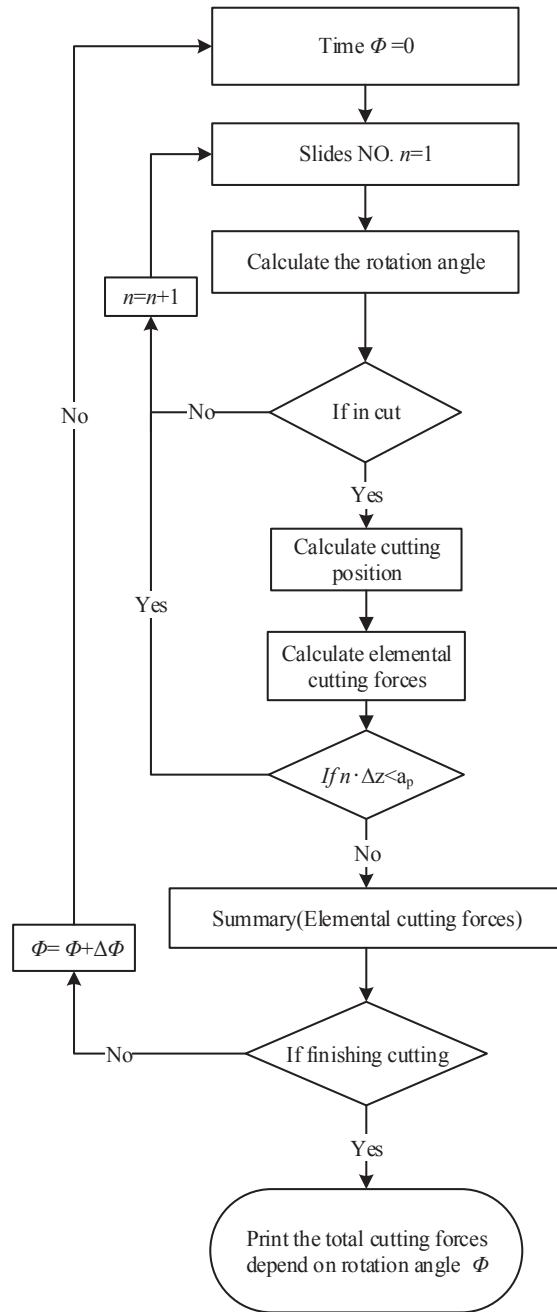 Time Φ =0
Slides NO. n=1
Calculate the rotation angle
n=n+1
No
No
If in cut
Yes
Calculate cutting
position
Yes
Calculate elemental
cutting forces
If n · Δz<aₚ
No
Summary(Elemental cutting forces)
Φ= Φ+ΔΦ
No
If finishing cutting
Yes
Print the total cutting forces
depend on rotation angle Φ